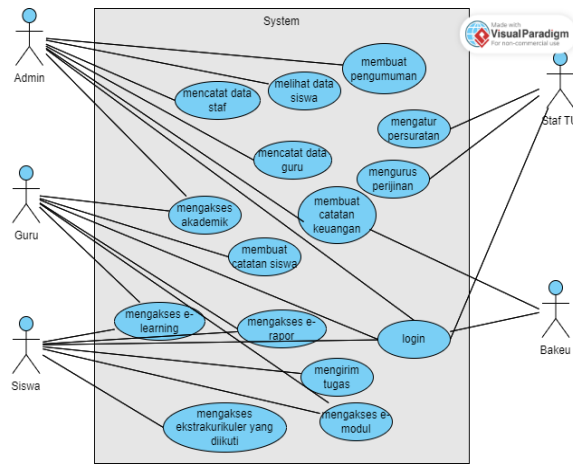 System
Made with
VisualParadigm
For non-commercial use
Admin
membuat
pengumuman
melihat data
siswa
mencatat data
staf
Staf TU
mengatur
persuratan
mencatat data
guru
mengurus
perijinan
Guru
mengakses
akademik
membuat
catatan
keuangan
membuat
catatan siswa
mengakses e-
learning
mengakses e-
rapor
login
Siswa
Bakeu
mengirim
tugas
mengakses
ekstrakurikuler yang
diikuti
mengakses e-
modul